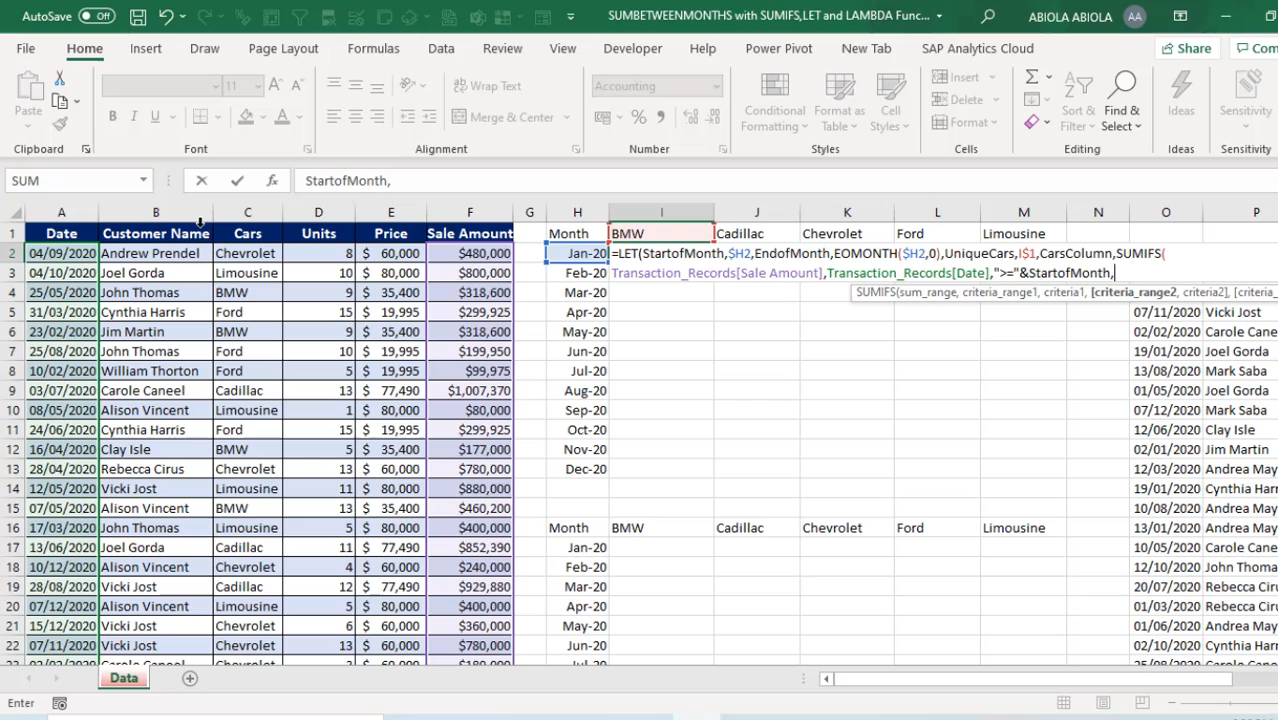 AutoSave Off SUMBETWEENMONTHS with SUMIFS,LET and LAMBDA Func... ABIOLA ABIOLA AA
File Home Insert Draw Page Layout Formulas Data Review View Developer Help Power Pivot New Tab SAP Analytics Cloud Share Com
Paste 11 A A ab Wrap Text Accounting Conditional Formatting Format as Table Cell Styles Insert Delete Format Sort & Filter Find & Select Ideas Sensitivity
B I U Merge & Center $ % 9
Clipboard Font Alignment Number Styles Cells Editing Ideas Sensitivity
SUM fx StartofMonth,
A B C D E F G H I J K L M N O P
1 Date Customer Name Cars Units Price Sale Amount Month BMW Cadillac Chevrolet Ford Limousine
2 04/09/2020 Andrew Prendel Chevrolet 8 $ 60,000 $480,000 Jan-20 =LET(StartofMonth,$H2,EndofMonth,EOMONTH($H2,0),UniqueCars,I$1,CarsColumn,SUMIFS(
3 04/10/2020 Joel Gorda Limousine 10 $ 80,000 $800,000 Feb-20 Transaction_Records[Sale Amount],Transaction_Records[Date],">="&StartofMonth,
4 25/05/2020 John Thomas BMW 9 $ 35,400 $318,600 Mar-20 SUMIFS(sum_range, criteria_range1, criteria1, [criteria_range2, criteria2], [criteria_
5 31/03/2020 Cynthia Harris Ford 15 $ 19,995 $299,925 Apr-20 07/11/2020 Vicki Jost
6 23/02/2020 Jim Martin BMW 9 $ 35,400 $318,600 May-20 02/02/2020 Carole Canee
7 25/08/2020 John Thomas Ford 10 $ 19,995 $199,950 Jun-20 19/01/2020 Joel Gorda
8 10/02/2020 William Thorton Ford 5 $ 19,995 $99,975 Jul-20 13/08/2020 Mark Saba
9 03/07/2020 Carole Caneel Cadillac 13 $ 77,490 $1,007,370 Aug-20 01/05/2020 Joel Gorda
10 08/05/2020 Alison Vincent Limousine 1 $ 80,000 $80,000 Sep-20 07/12/2020 Mark Saba
11 24/06/2020 Cynthia Harris Ford 15 $ 19,995 $299,925 Oct-20 12/06/2020 Clay Isle
12 16/04/2020 Clay Isle BMW 5 $ 35,400 $177,000 Nov-20 02/01/2020 Jim Martin
13 28/04/2020 Rebecca Cirus Chevrolet 13 $ 60,000 $780,000 Dec-20 12/03/2020 Andrea May
14 12/05/2020 Vicki Jost Limousine 11 $ 80,000 $880,000 19/01/2020 Cynthia Harr
15 07/05/2020 Alison Vincent BMW 13 $ 35,400 $460,200 10/08/2020 Andrea May
16 17/03/2020 John Thomas Limousine 5 $ 80,000 $400,000 Month BMW Cadillac Chevrolet Ford Limousine 13/01/2020 Andrea May
17 13/06/2020 Joel Gorda Cadillac 11 $ 77,490 $852,390 Jan-20 10/05/2020 Carole Canee
18 10/12/2020 Alison Vincent Chevrolet 4 $ 60,000 $240,000 Feb-20 12/10/2020 John Thomas
19 28/08/2020 Vicki Jost Cadillac 12 $ 77,490 $929,880 Mar-20 20/07/2020 Rebecca Ciru
20 07/12/2020 Alison Vincent Limousine 5 $ 80,000 $400,000 Apr-20 01/03/2020 Rebecca Ciru
21 15/12/2020 Vicki Jost Chevrolet 6 $ 60,000 $360,000 May-20 01/06/2020 Andrea May
22 07/11/2020 Vicki Jost Chevrolet 13 $ 60,000 $780,000 Jun-20 03/02/2020 Cynthia Harr
Data
Enter